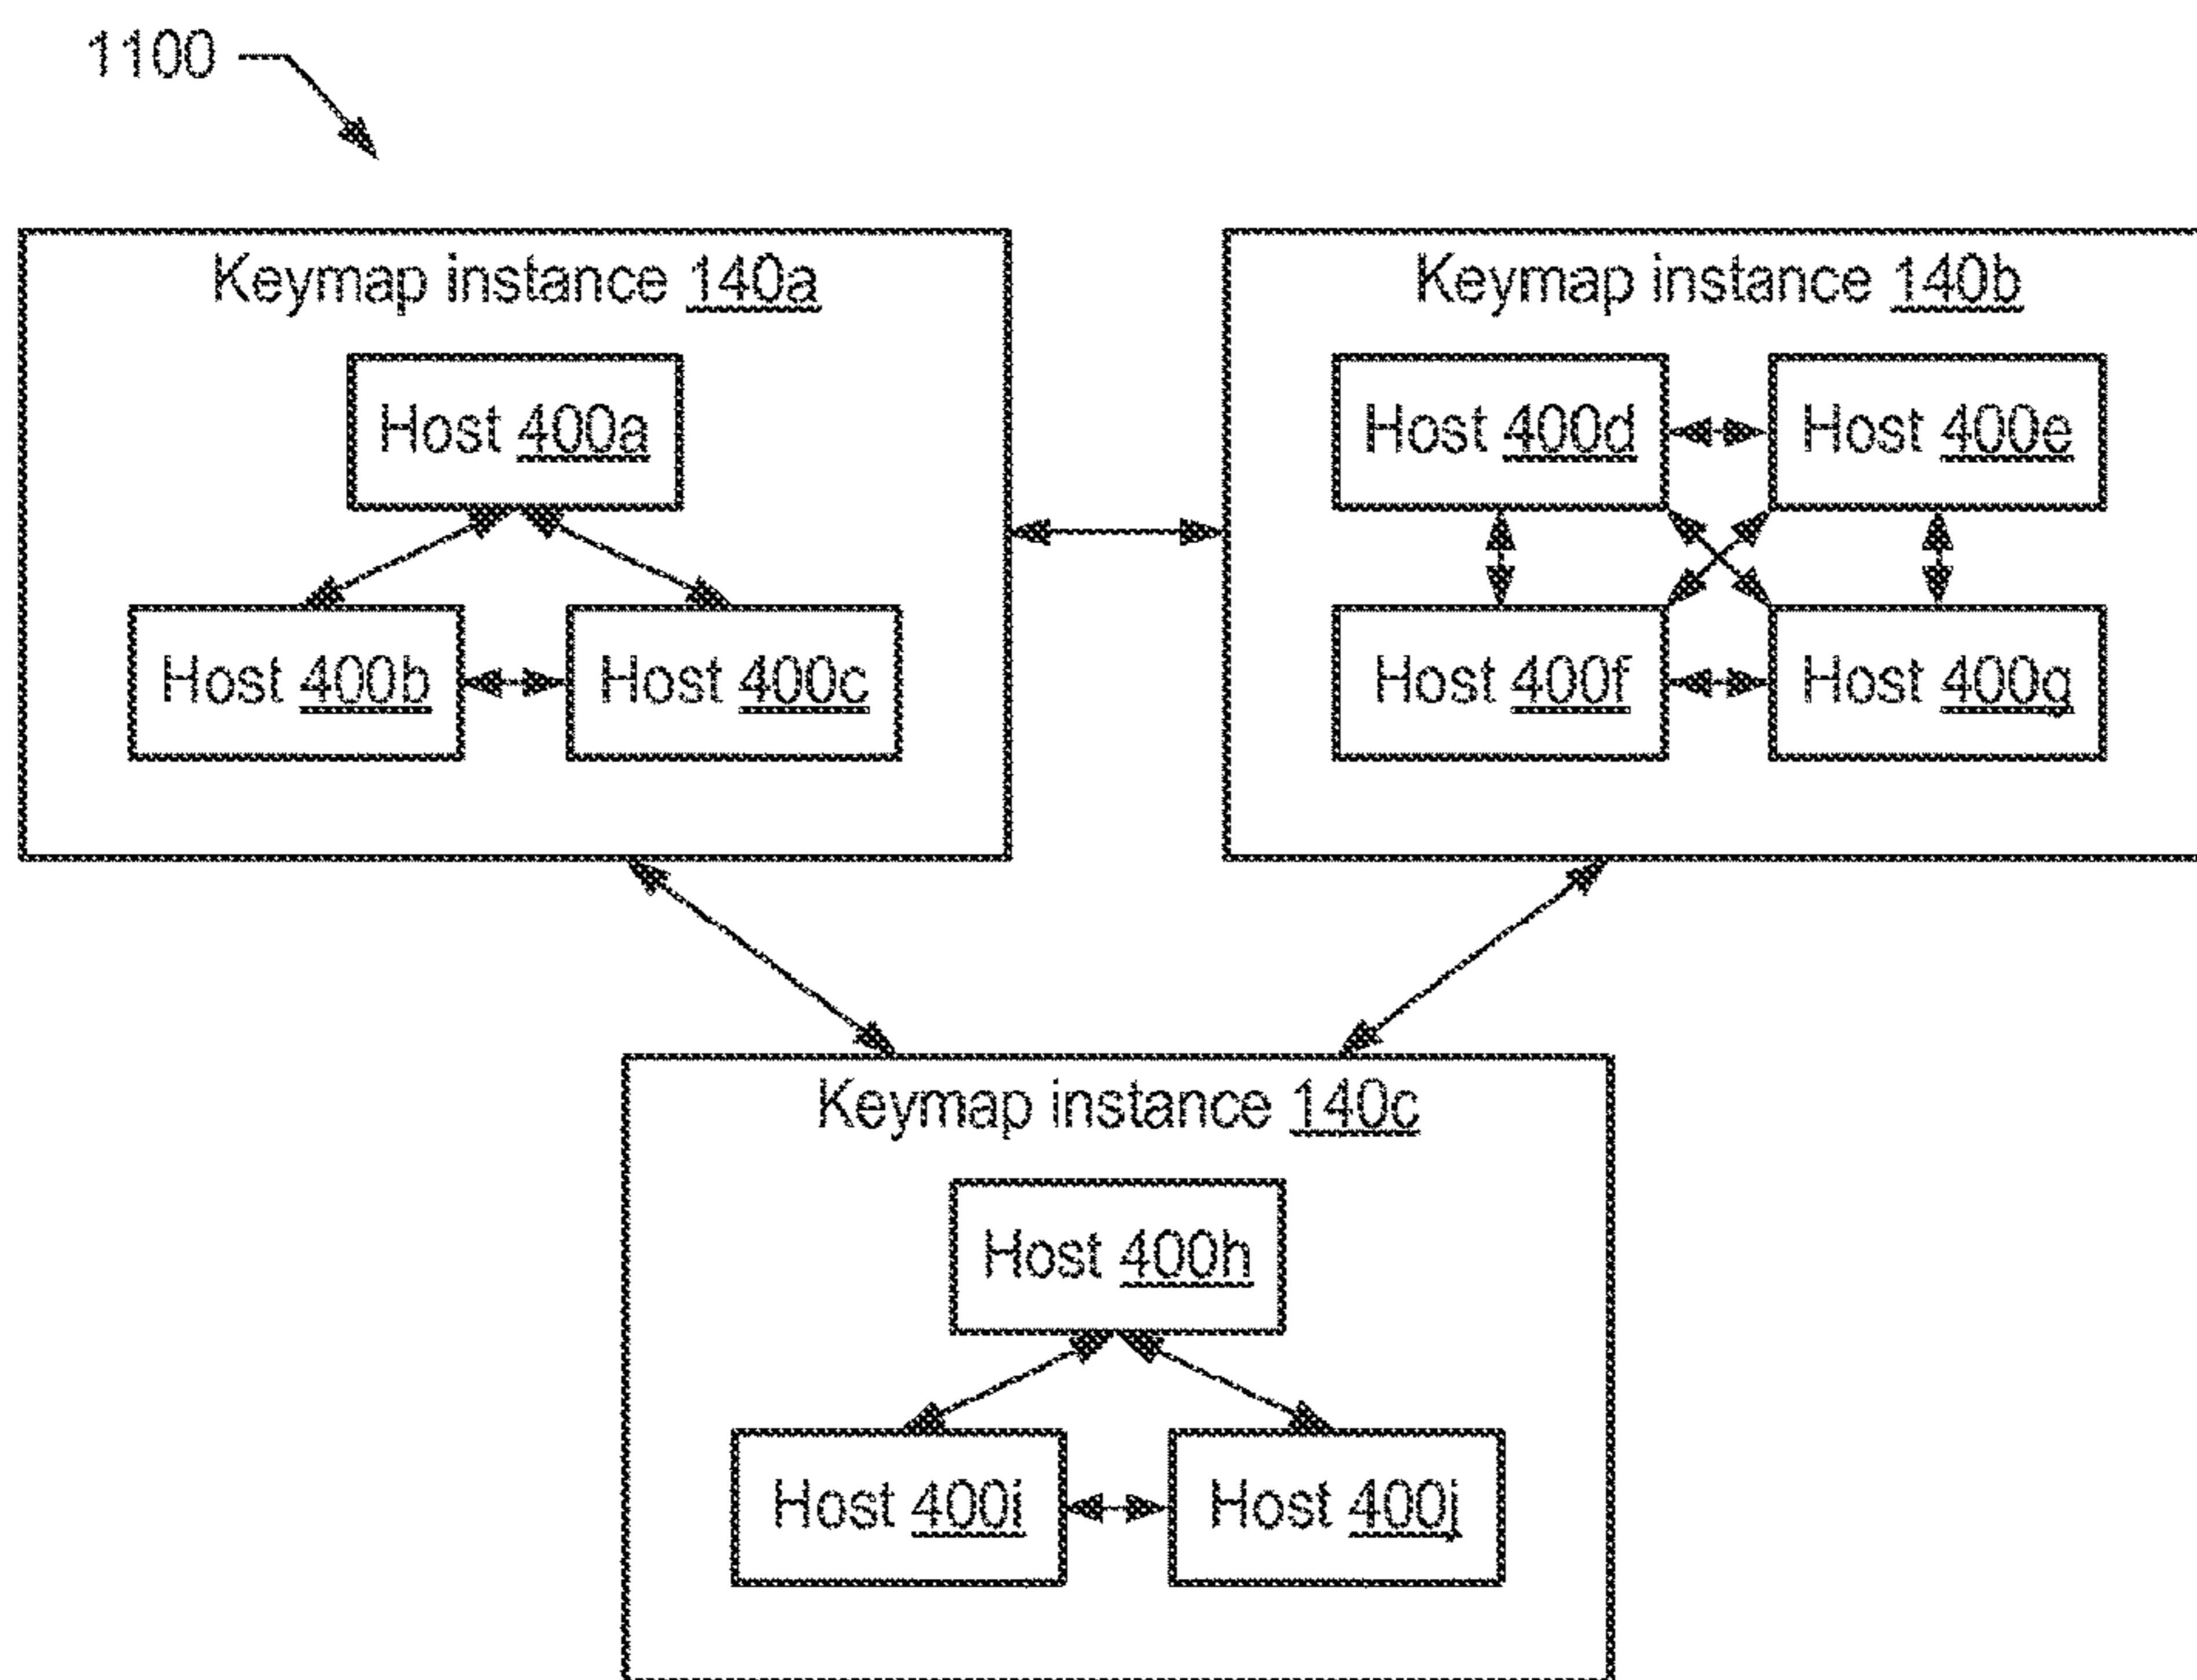 1100
Keymap instance 140a
Keymap instance 140b
Host 400a
Host 400d
Host 400e
Host 400b
Host 400c
Host 400f
Host 400g
Keymap instance 140c
Host 400h
Host 400i
Host 400j